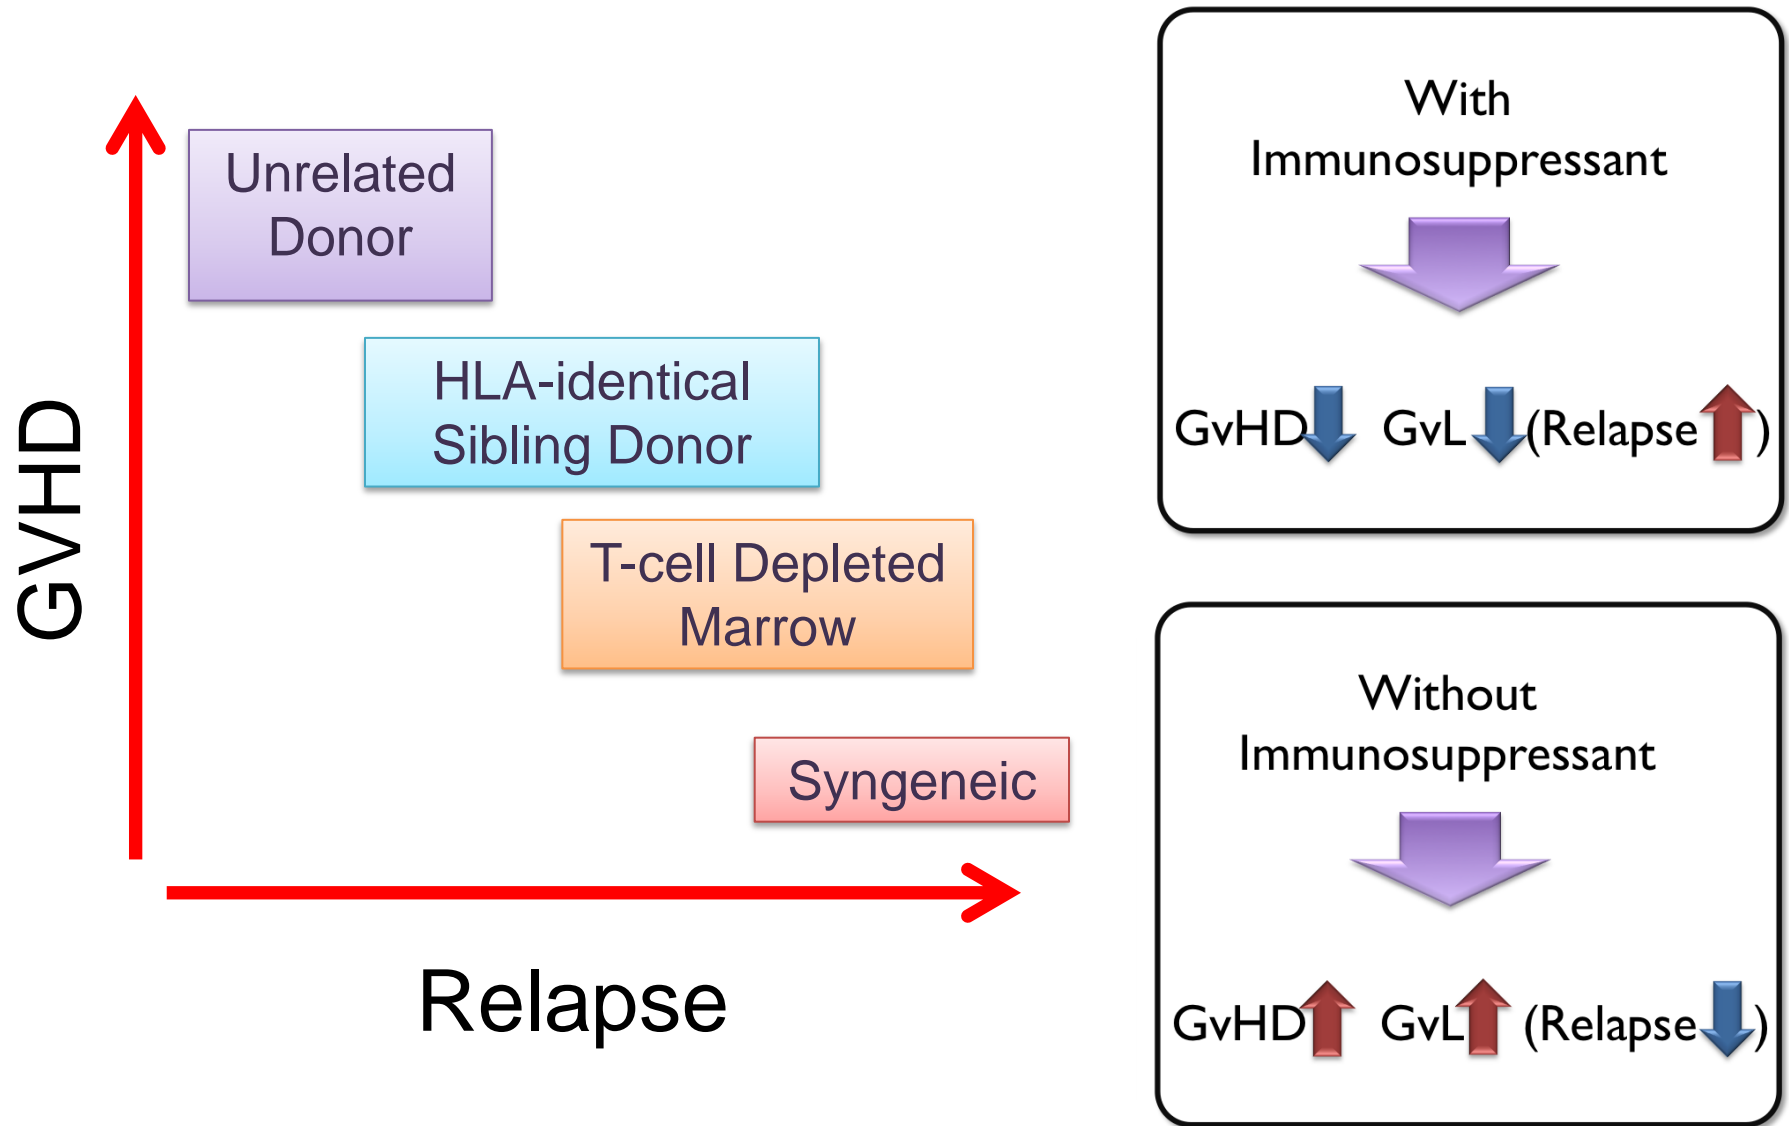 GVHD
Unrelated
Donor
HLA-identical
Sibling Donor
T-cell Depleted
Marrow
Syngeneic
Relapse
With
Immunosuppressant
GvHD GvL (Relapse )
Without
Immunosuppressant
GvHD GvL (Relapse )